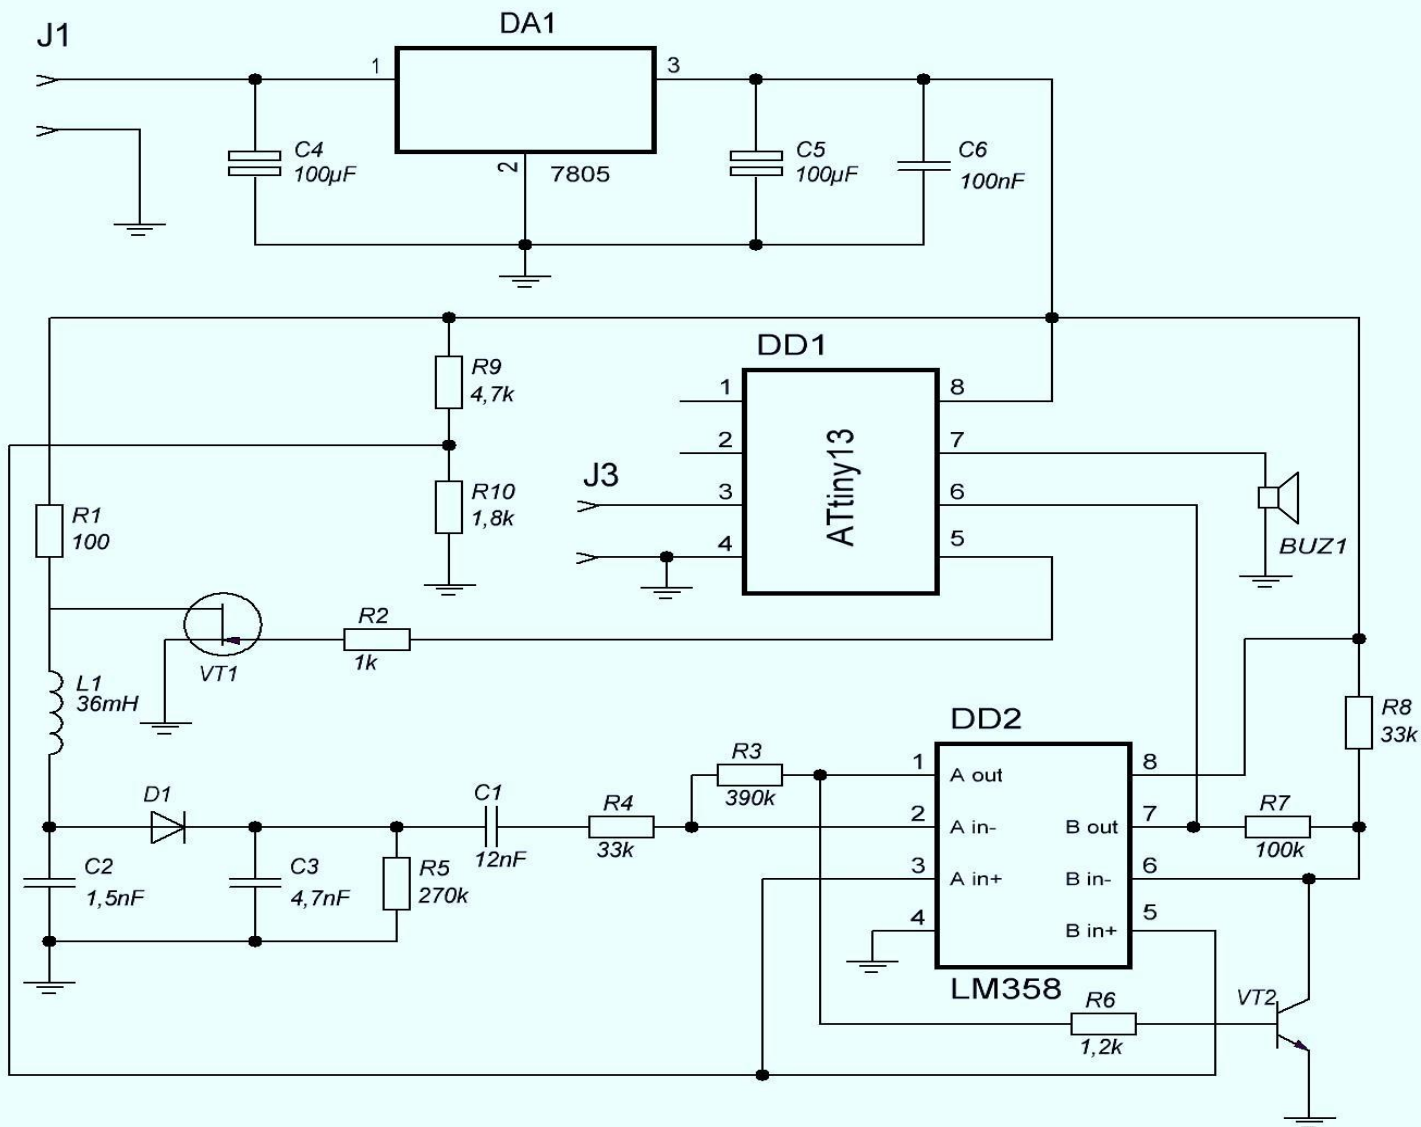 J1
DA1
1
3
2
7805
C4
100µF
C5
100µF
C6
100nF
R9
4,7k
R10
1,8k
R1
100
DD1
ATtiny13
1
2
3
4
8
7
6
5
J3
BUZ1
R2
1k
VT1
L1
36mH
R8
33k
DD2
1
2
3
4
8
7
6
5
A out
A in-
A in+
B out
B in-
B in+
LM358
R3
390k
R7
100k
D1
C1
12nF
R4
33k
C2
1,5nF
C3
4,7nF
R5
270k
R6
1,2k
VT2